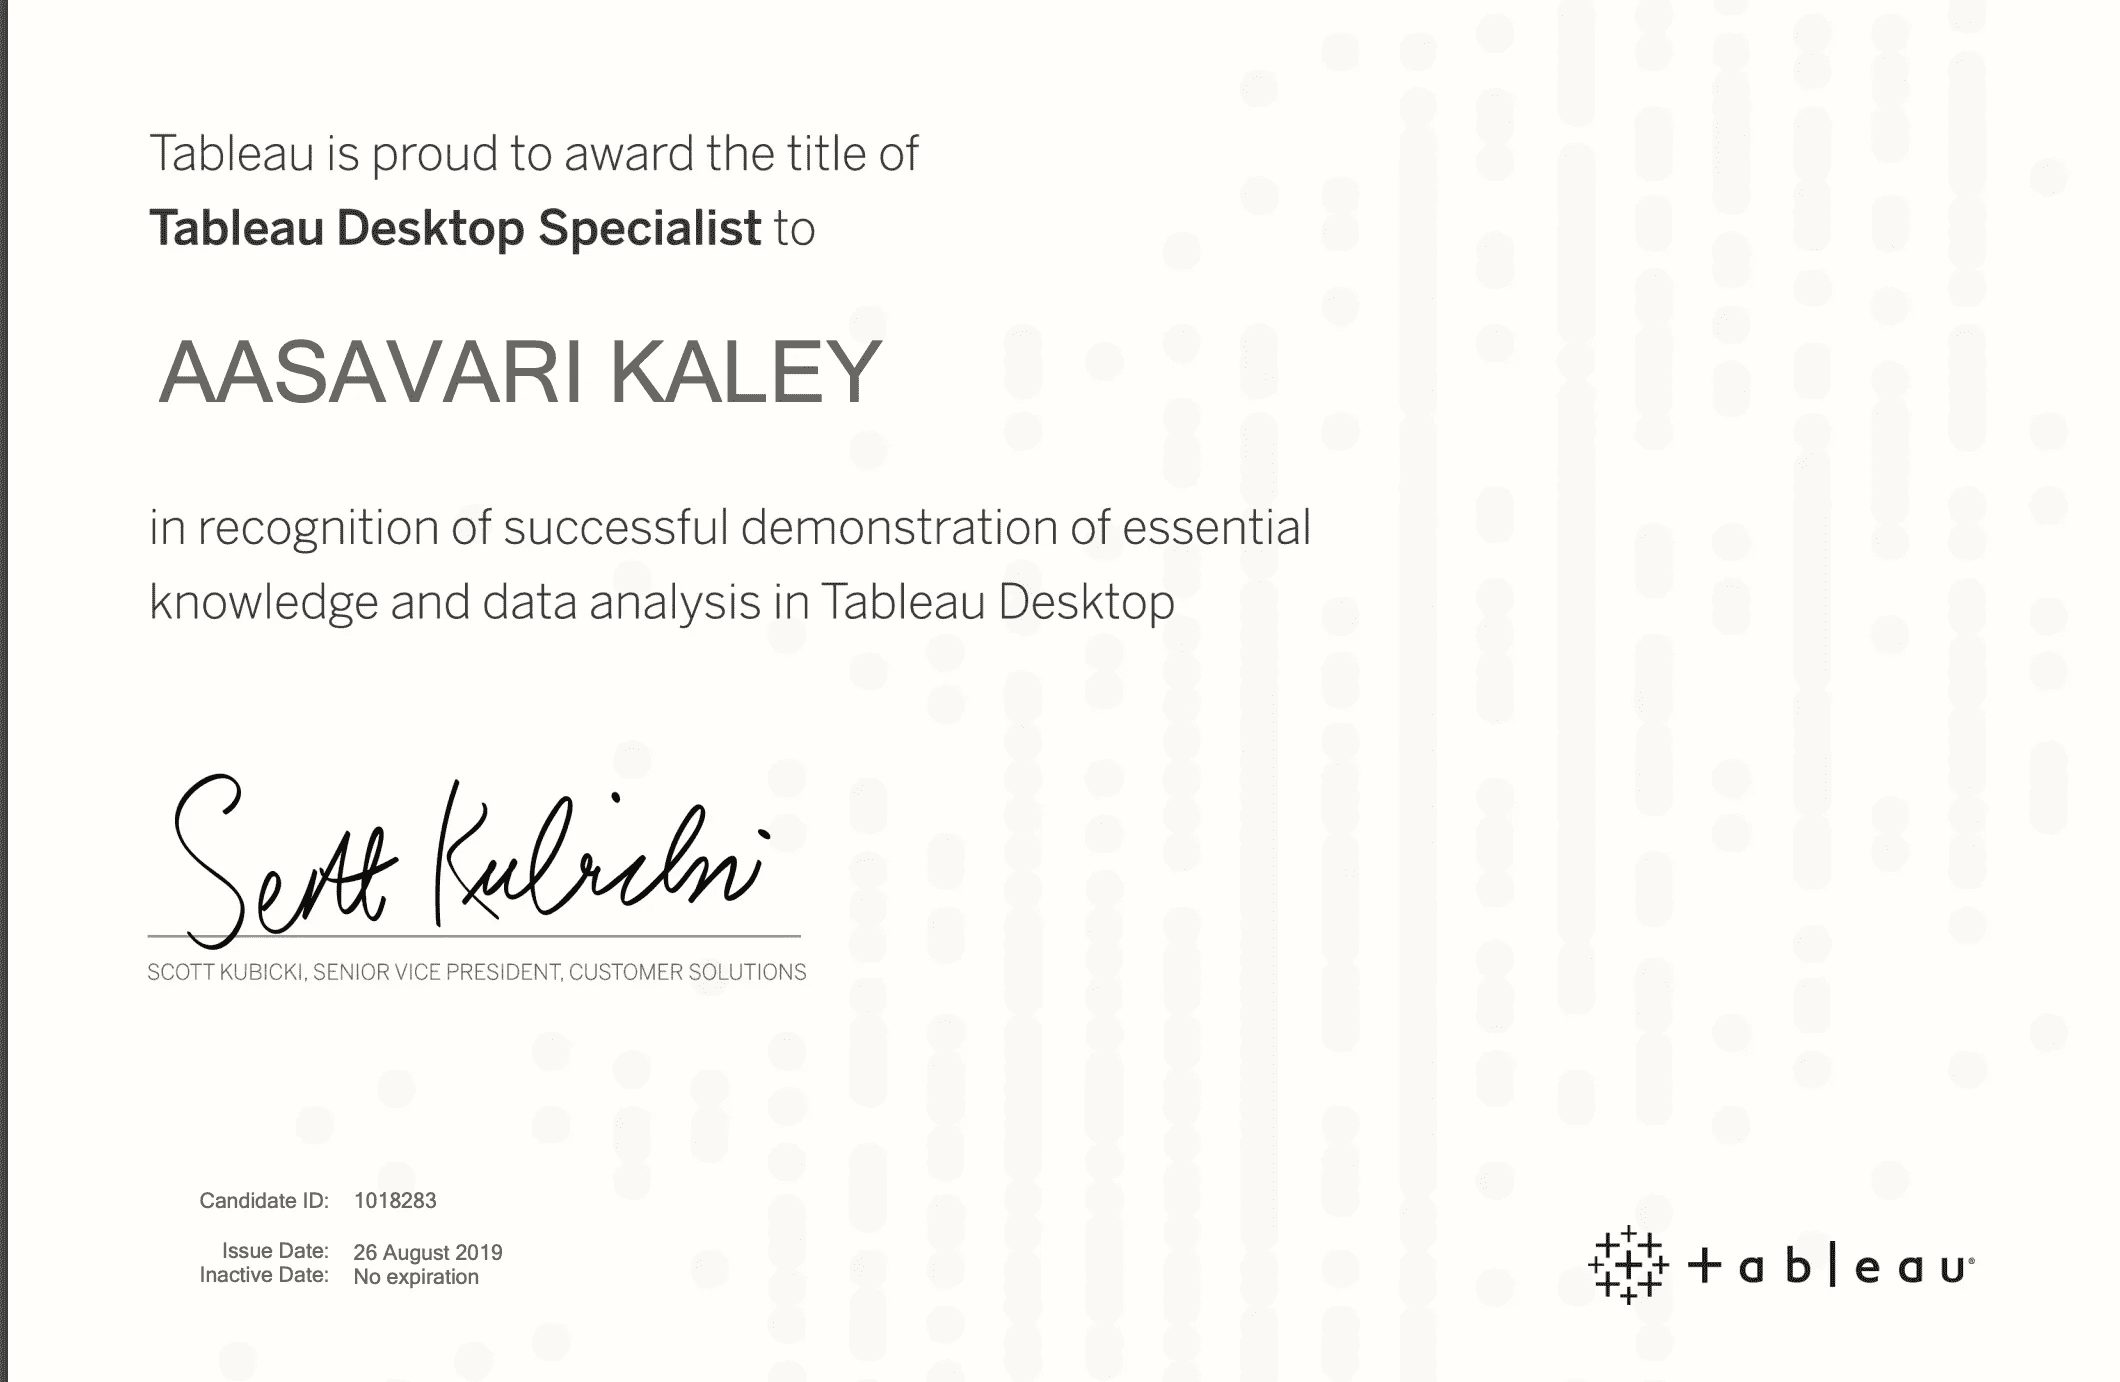 Tableau is proud to award the title of
Tableau Desktop Specialist to
AASAVARI KALEY
in recognition of successful demonstration of essential
knowledge and data analysis in Tableau Desktop
Scott Kubicki
SCOTT KUBICKI, SENIOR VICE PRESIDENT, CUSTOMER SOLUTIONS
Candidate ID: 1018283
Issue Date: 26 August 2019
Inactive Date: No expiration
+ableau®